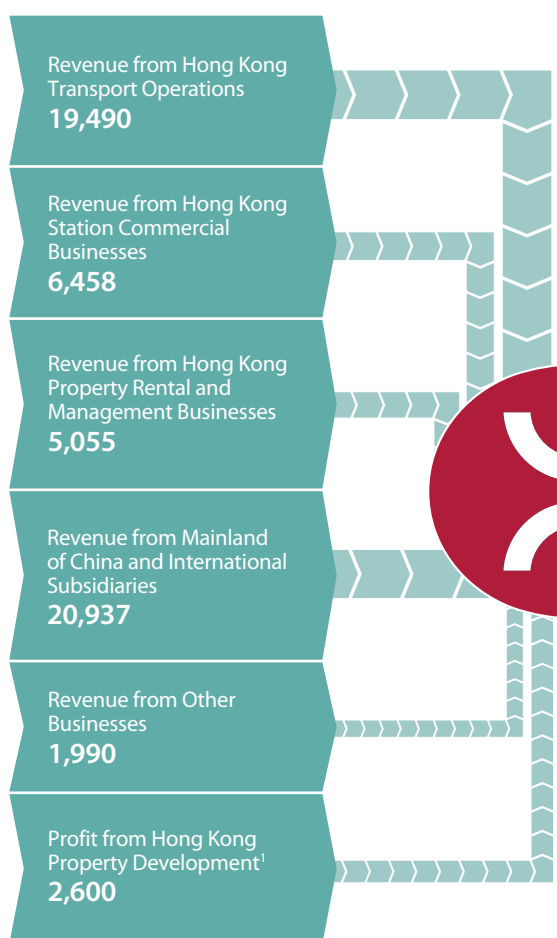 Revenue from Hong Kong
Transport Operations
19,490
Revenue from Hong Kong
Station Commercial
Businesses
6,458
Revenue from Hong Kong
Property Rental and
Management Businesses
5,055
Revenue from Mainland
of China and International
Subsidiaries
20,937
Revenue from Other
Businesses
1,990
Profit from Hong Kong
Property Development¹
2,600